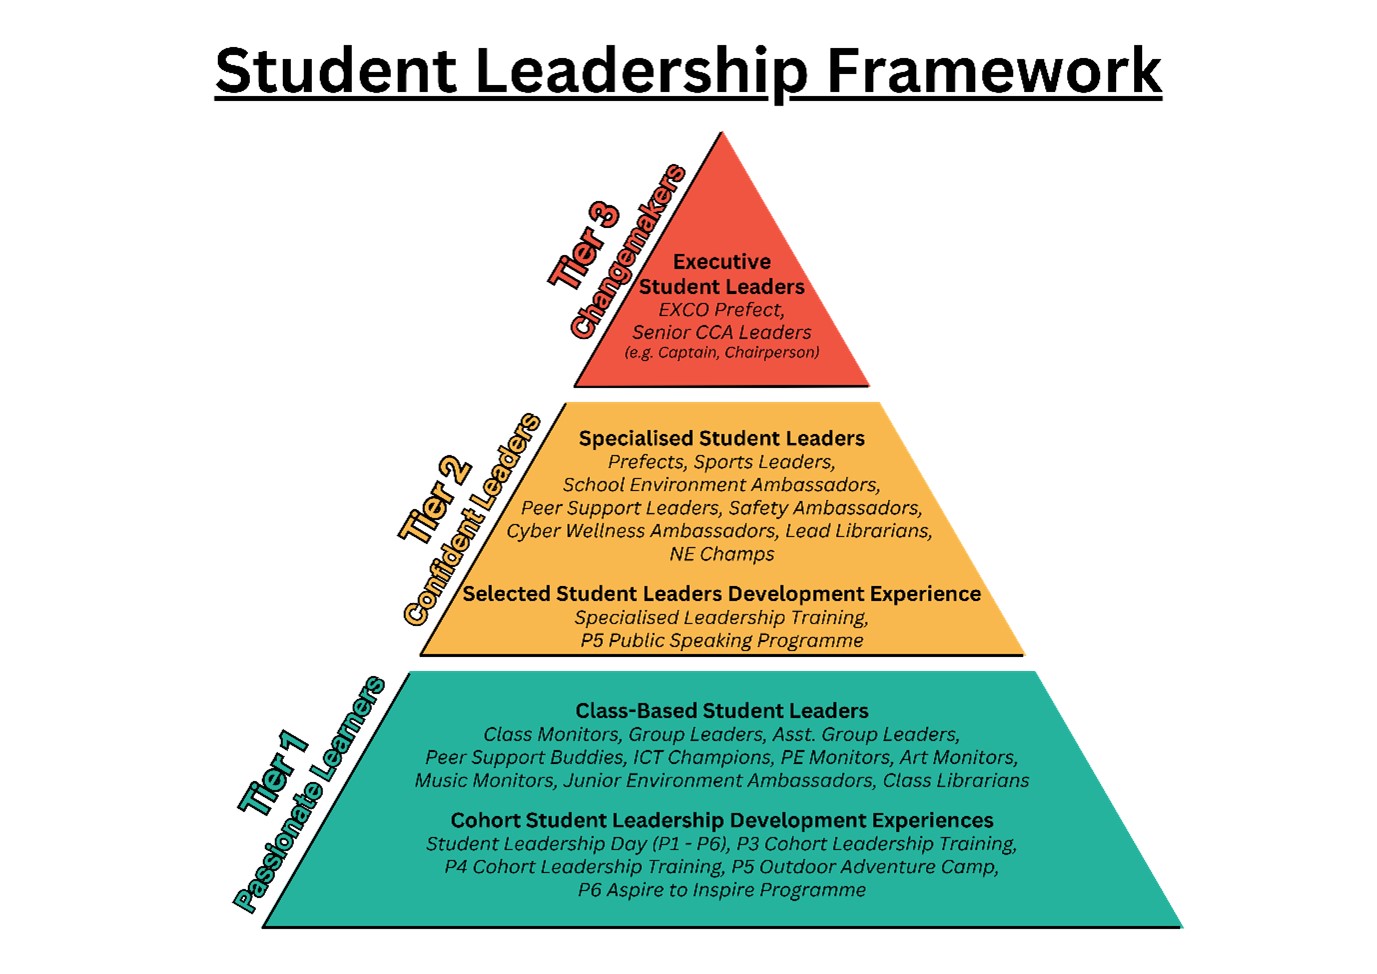 Student Leadership Framework
Tier 3
Changemakers
Executive
Student Leaders
EXCO Prefect,
Senior CCA Leaders
(e.g. Captain, Chairperson)
Tier 2
Confident Leaders
Specialised Student Leaders
Prefects, Sports Leaders,
School Environment Ambassadors,
Peer Support Leaders, Safety Ambassadors,
Cyber Wellness Ambassadors, Lead Librarians,
NE Champs
Selected Student Leaders Development Experience
Specialised Leadership Training,
P5 Public Speaking Programme
Tier 1
Passionate Learners
Class-Based Student Leaders
Class Monitors, Group Leaders, Asst. Group Leaders,
Peer Support Buddies, ICT Champions, PE Monitors, Art Monitors,
Music Monitors, Junior Environment Ambassadors, Class Librarians
Cohort Student Leadership Development Experiences
Student Leadership Day (P1 - P6), P3 Cohort Leadership Training,
P4 Cohort Leadership Training, P5 Outdoor Adventure Camp,
P6 Aspire to Inspire Programme